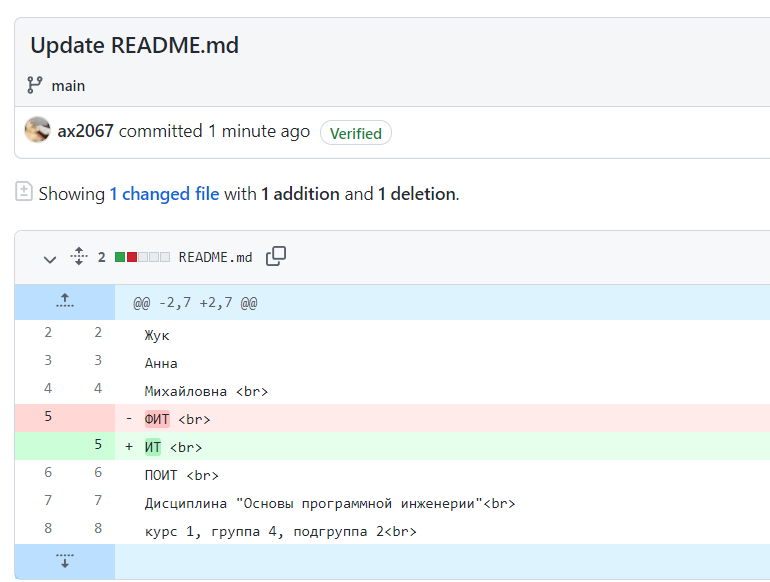 Update README.md
main
ax2067 committed 1 minute ago Verified
Showing 1 changed file with 1 addition and 1 deletion.
2 README.md
@@ -2,7 +2,7 @@
2 2 Жук
3 3 Анна
4 4 Михайловна <br>
5 - ФИТ <br>
5 + ИТ <br>
6 6 ПОИТ <br>
7 7 Дисциплина "Основы программной инженерии"<br>
8 8 курс 1, группа 4, подгруппа 2<br>